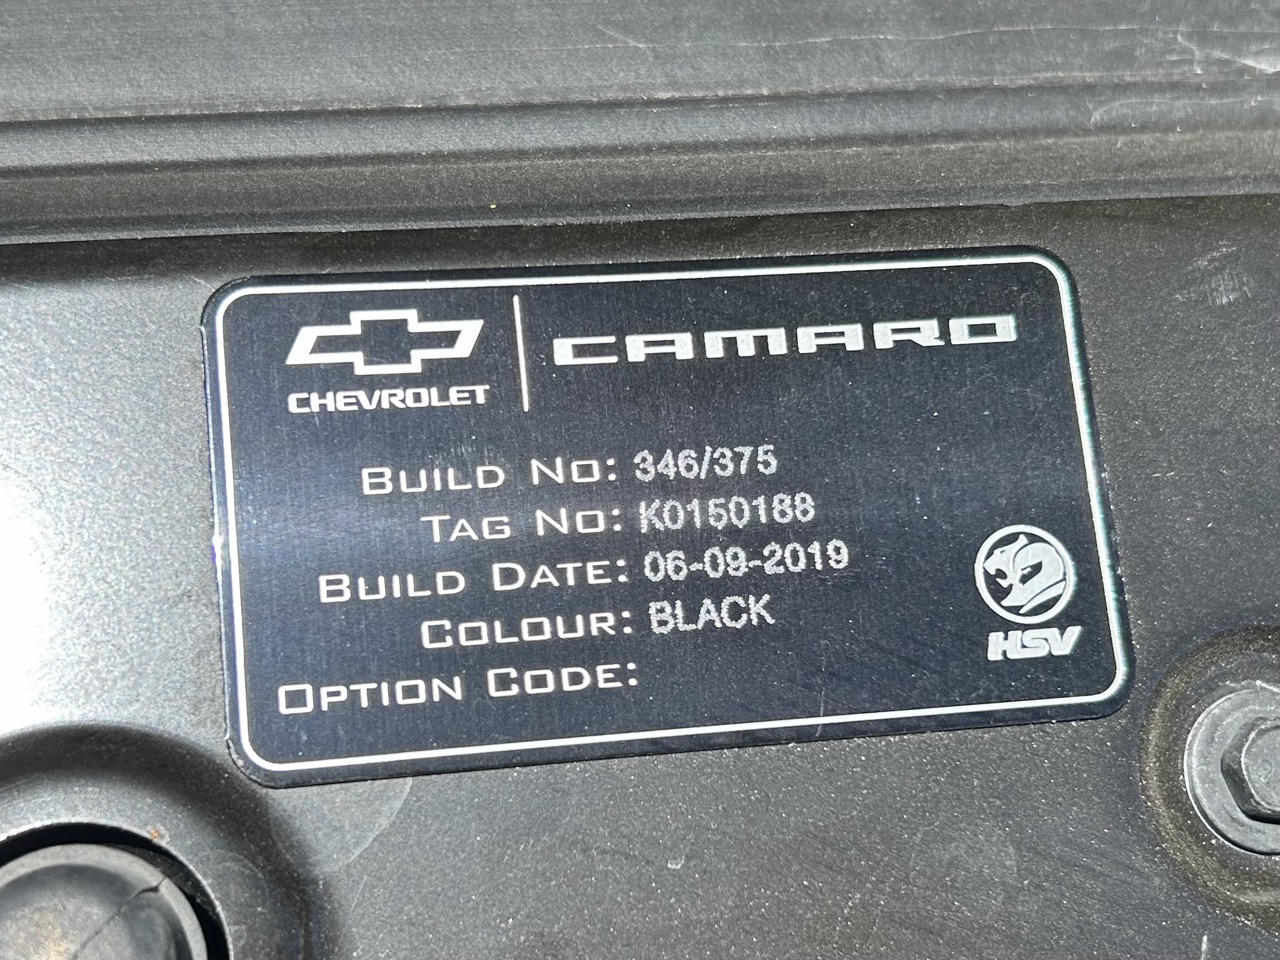 CHEVROLET
CAMARO
BUILD NO: 346/375
TAG NO: K0150188
BUILD DATE: 06-09-2019
COLOUR: BLACK
OPTION CODE:
HSV